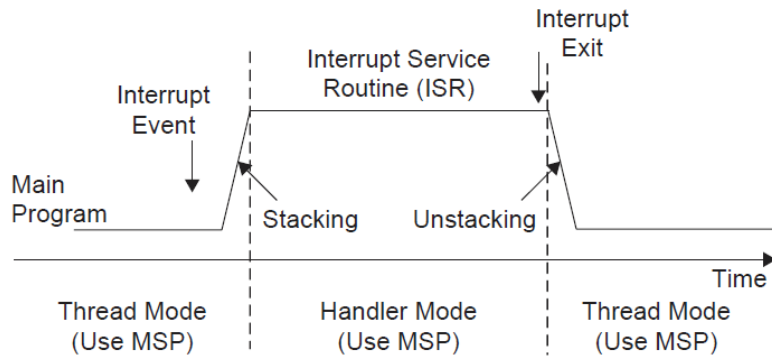 Interrupt
Exit
Interrupt Service
Routine (ISR)
Interrupt
Event
Main
Program
Stacking
Unstacking
Time
Thread Mode
(Use MSP)
Handler Mode
(Use MSP)
Thread Mode
(Use MSP)